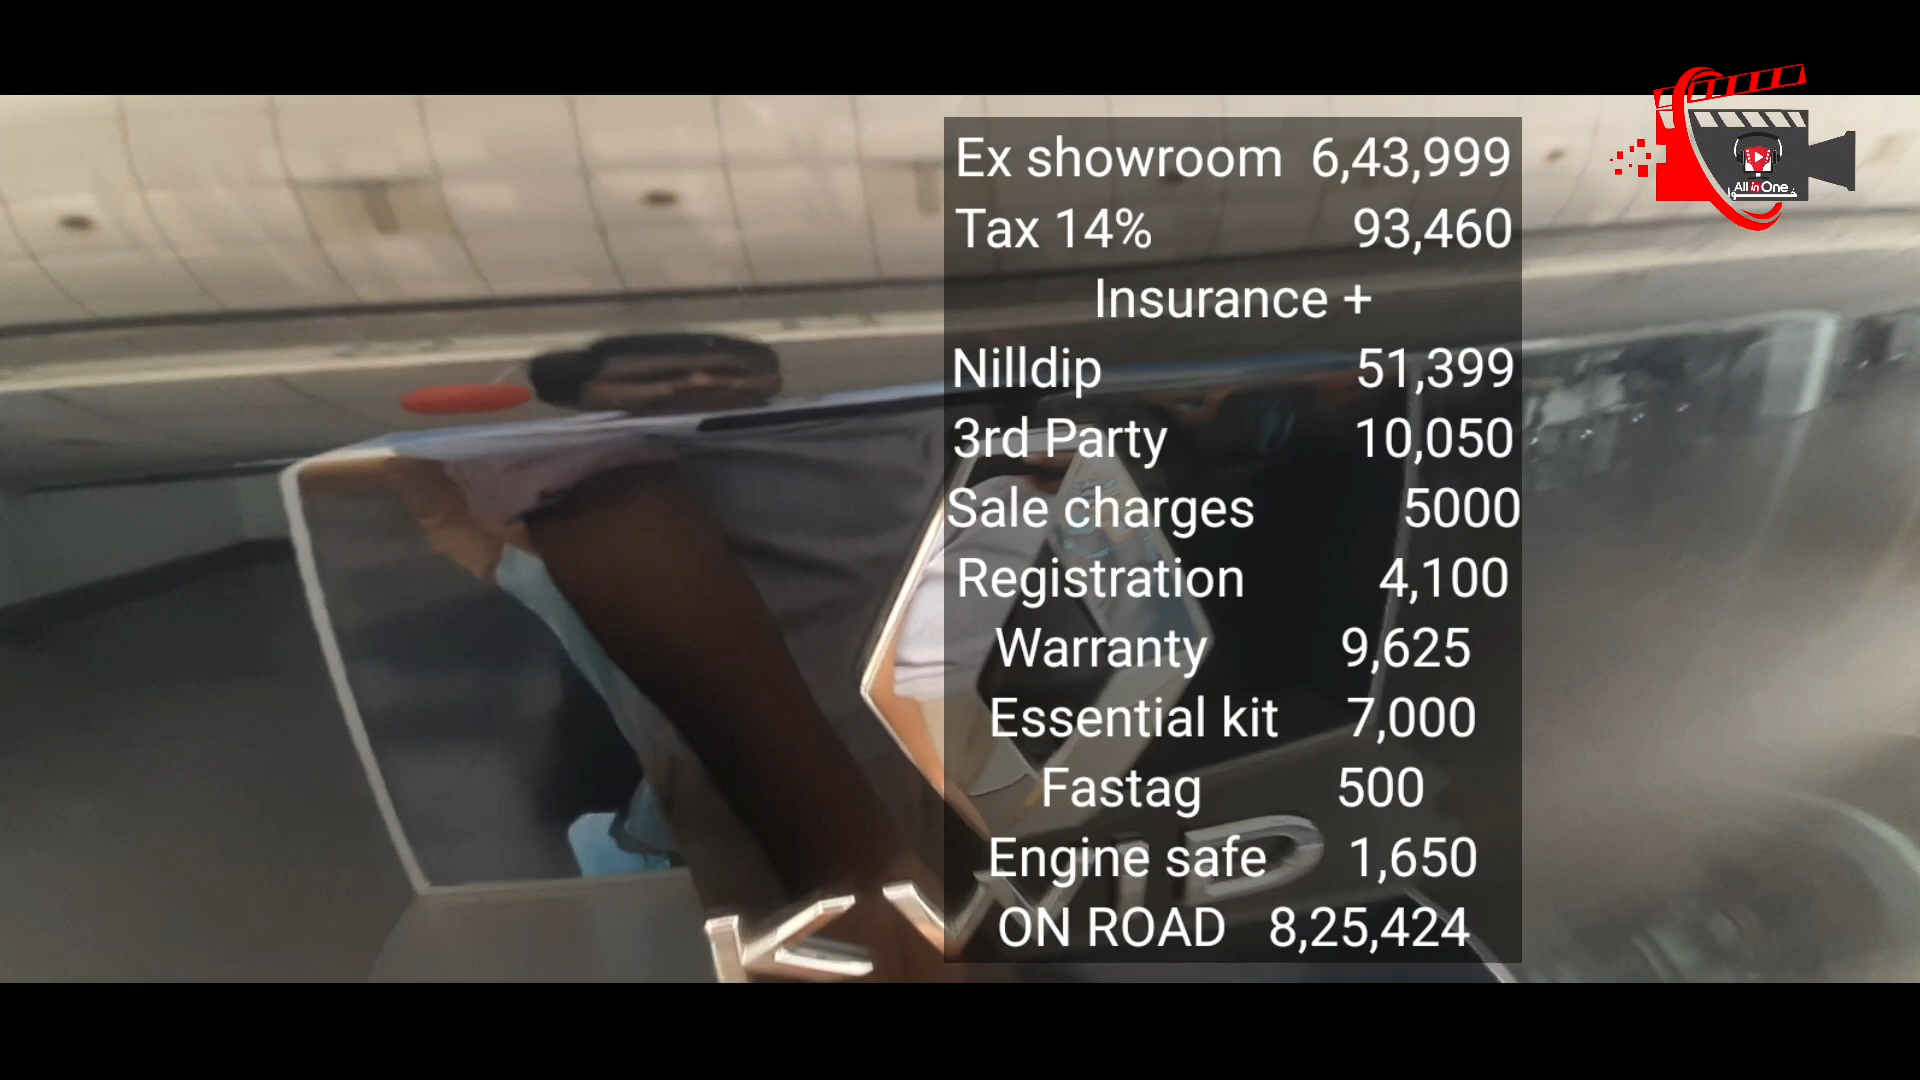 Ex showroom 6,43,999
Tax 14% 93,460
Insurance +
Nilldip 51,399
3rd Party 10,050
Sale charges 5000
Registration 4,100
Warranty 9,625
Essential kit 7,000
Fastag 500
Engine safe 1,650
ON ROAD 8,25,424
KWID
All in One